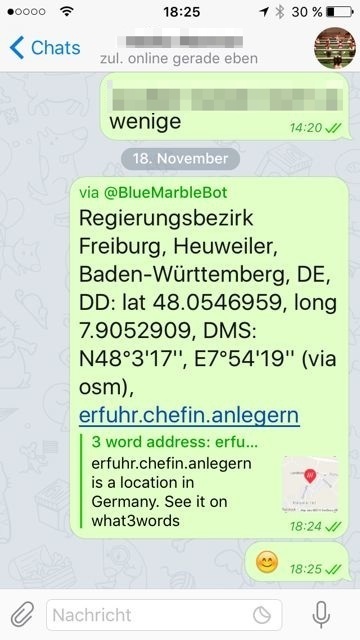 18:25
30 %
Chats
zul. online gerade eben
wenige
14:20
18. November
via @BlueMarbleBot
Regierungsbezirk
Freiburg, Heuweiler,
Baden-Württemberg, DE,
DD: lat 48.0546959, long
7.9052909, DMS:
N48°3'17'', E7°54'19'' (via
osm),
erfuhr.chefin.anlegern
3 word address: erfu...
erfuhr.chefin.anlegern
is a location in
Germany. See it on
what3words
18:24
18:25
Nachricht